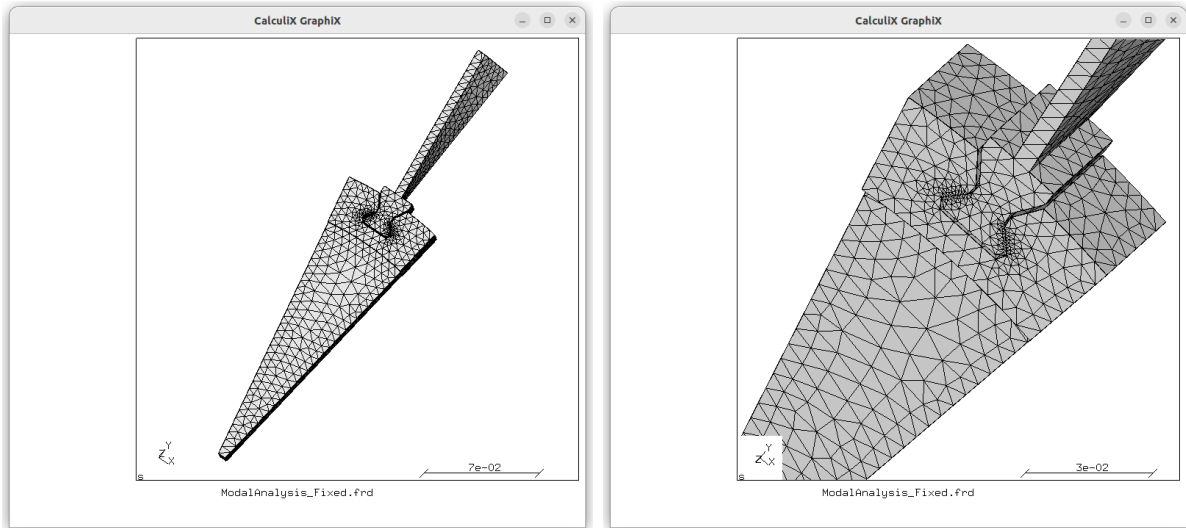 CalculiX GraphiX
Y
Z
X
s
7e-02
ModalAnalysis_Fixed.frd
CalculiX GraphiX
Y
Z
X
s
3e-02
ModalAnalysis_Fixed.frd